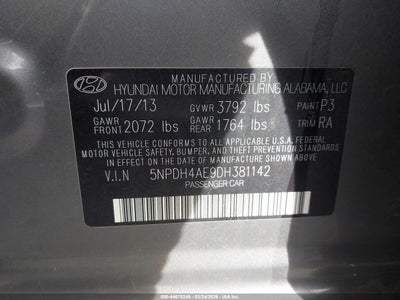 MANUFACTURED BY
HYUNDAI MOTOR MANUFACTURING ALABAMA, LLC
Jul/17/13 GVWR 3792 lbs PAINT P3
GAWR FRONT 2072 lbs GAWR REAR 1764 lbs TRIM RA
THIS VEHICLE CONFORMS TO ALL APPLICABLE U.S.A. FEDERAL
MOTOR VEHICLE SAFETY, BUMPER, AND THEFT PREVENTION
STANDARDS IN EFFECT ON THE DATE OF MANUFACTURE
SHOWN ABOVE.
V.I.N 5NPDH4AE9DH381142
PASSENGER CAR